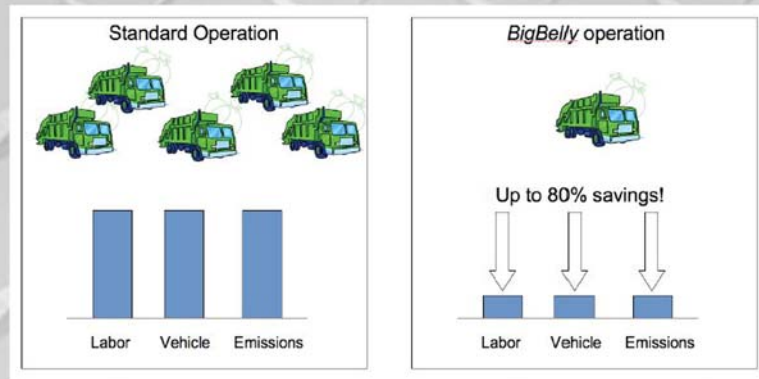 Standard Operation
Labor Vehicle Emissions
BigBelly operation
Up to 80% savings!
Labor Vehicle Emissions